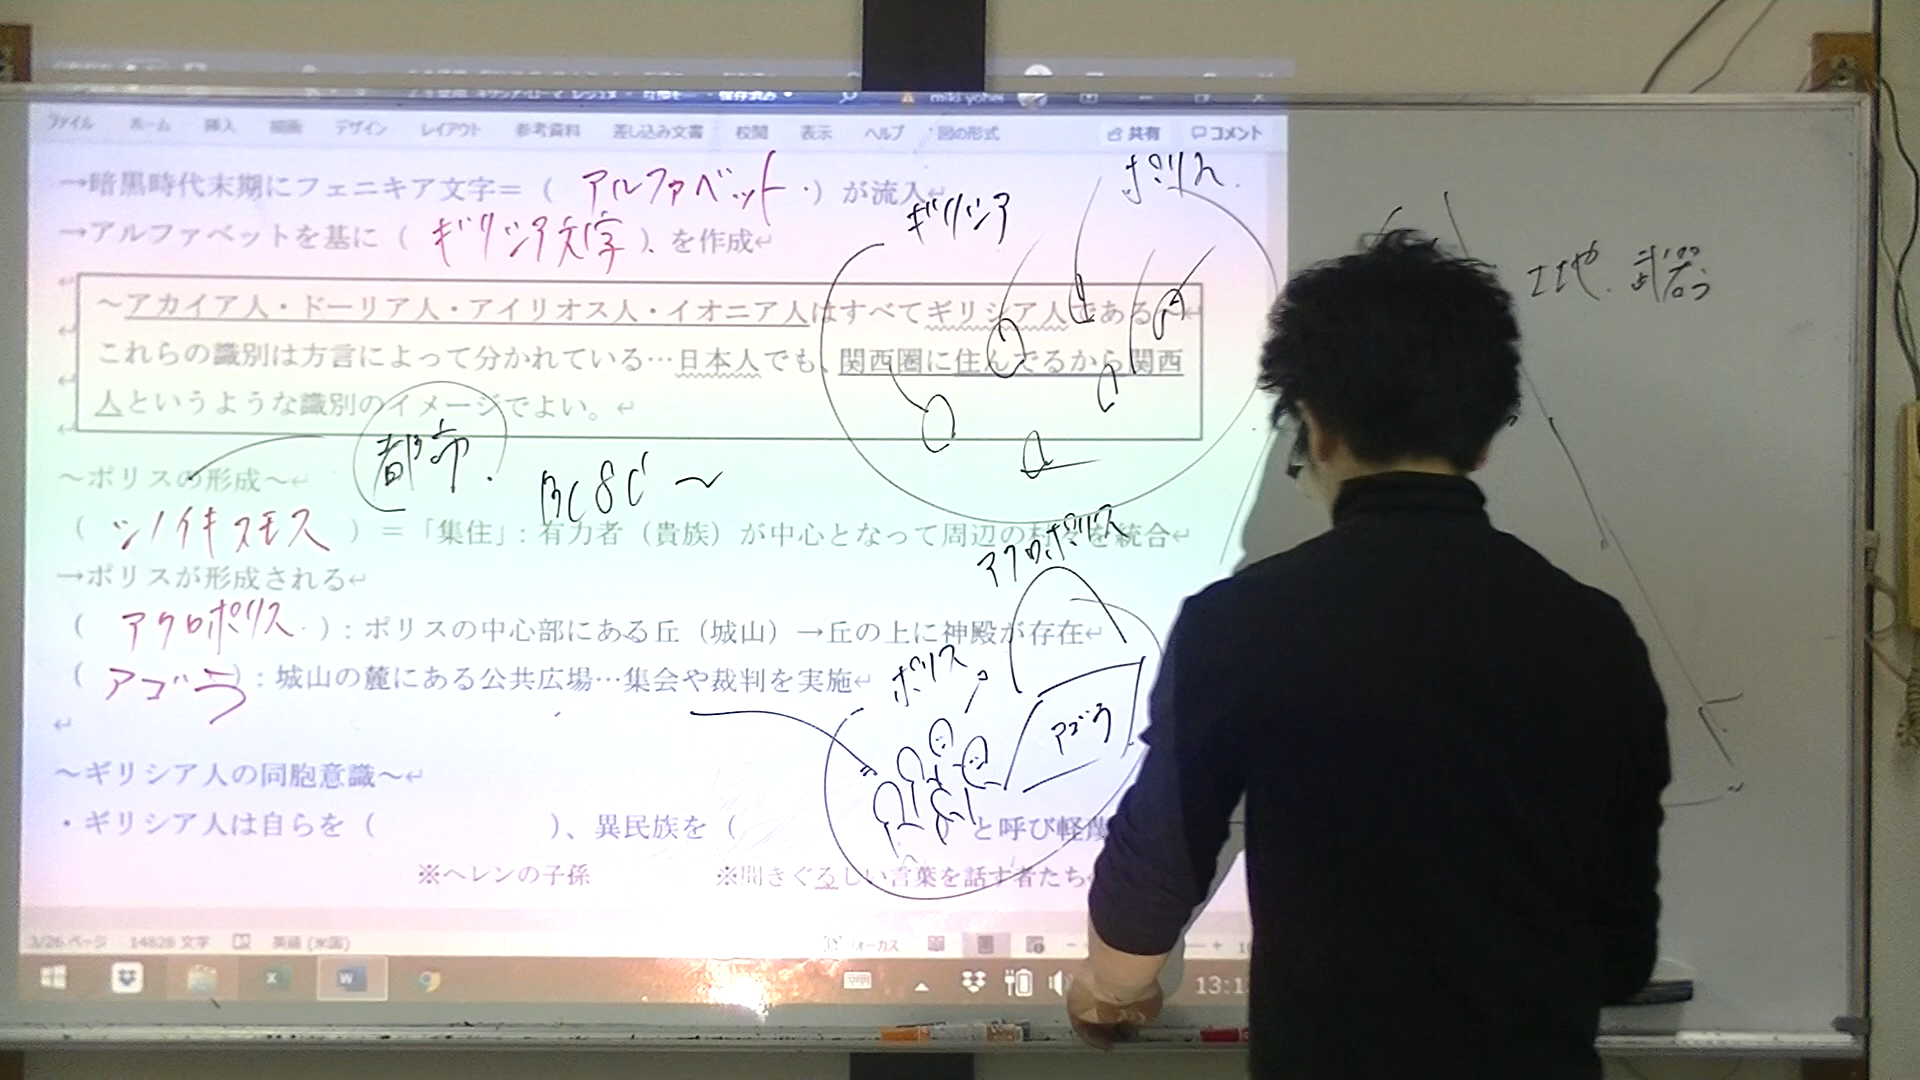 ファイル ホーム 挿入 描画 デザイン レイアウト 参考資料 差し込み文書 校閲 表示 ヘルプ 図の形式 共有 コメント
→暗黒時代末期にフェニキア文字＝（ アルファベット ）が流入
→アルファベットを基に（ ギリシア文字 ）を作成
ギリシア
ポリス
土地．武器
～アカイア人・ドーリア人・アイリオス人・イオニア人はすべてギリシア人である
これらの識別は方言によって分かれている…日本人でも、関西圏に住んでるから関西
人というような識別のイメージでよい。
都市
BC8C～
～ポリスの形成～
（ シノイキスモス ）＝「集住」：有力者（貴族）が中心となって周辺の村々を統合
→ポリスが形成される
アクロポリス
（ アクロポリス ）：ポリスの中心部にある丘（城山）→丘の上に神殿が存在
（ アゴラ ）：城山の麓にある公共広場…集会や裁判を実施
ポリス
アゴラ
～ギリシア人の同胞意識～
・ギリシア人は自らを（ ）、異民族を（ と呼び軽蔑
※ヘレンの子孫 ※聞きぐるしい言葉を話す者たち
3/26 ページ 14828 文字 英語 (米国)